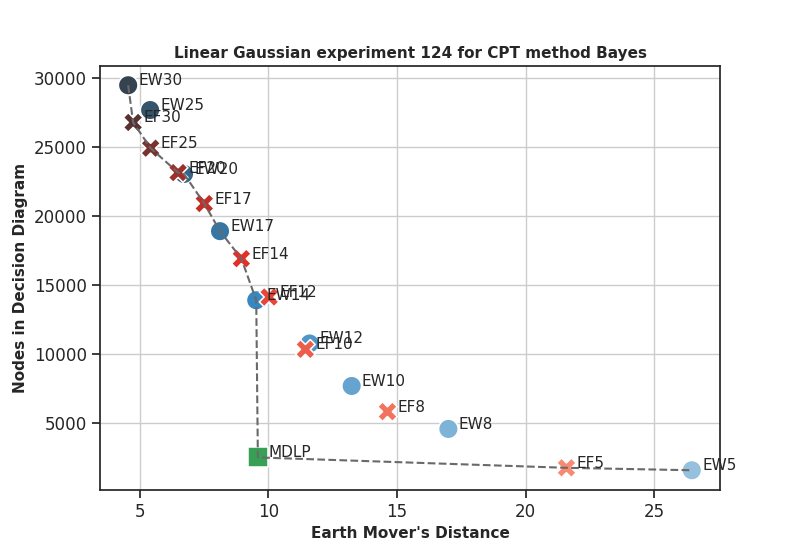 Linear Gaussian experiment 124 for CPT method Bayes
30000
25000
20000
15000
10000
5000
Nodes in Decision Diagram
EW30
EW25
EF30
EF25
EF20
EW20
EF17
EW17
EF14
EF12
EW14
EW12
EF10
EW10
EF8
EW8
MDLP
EF5
EW5
5
10
15
20
25
Earth Mover's Distance